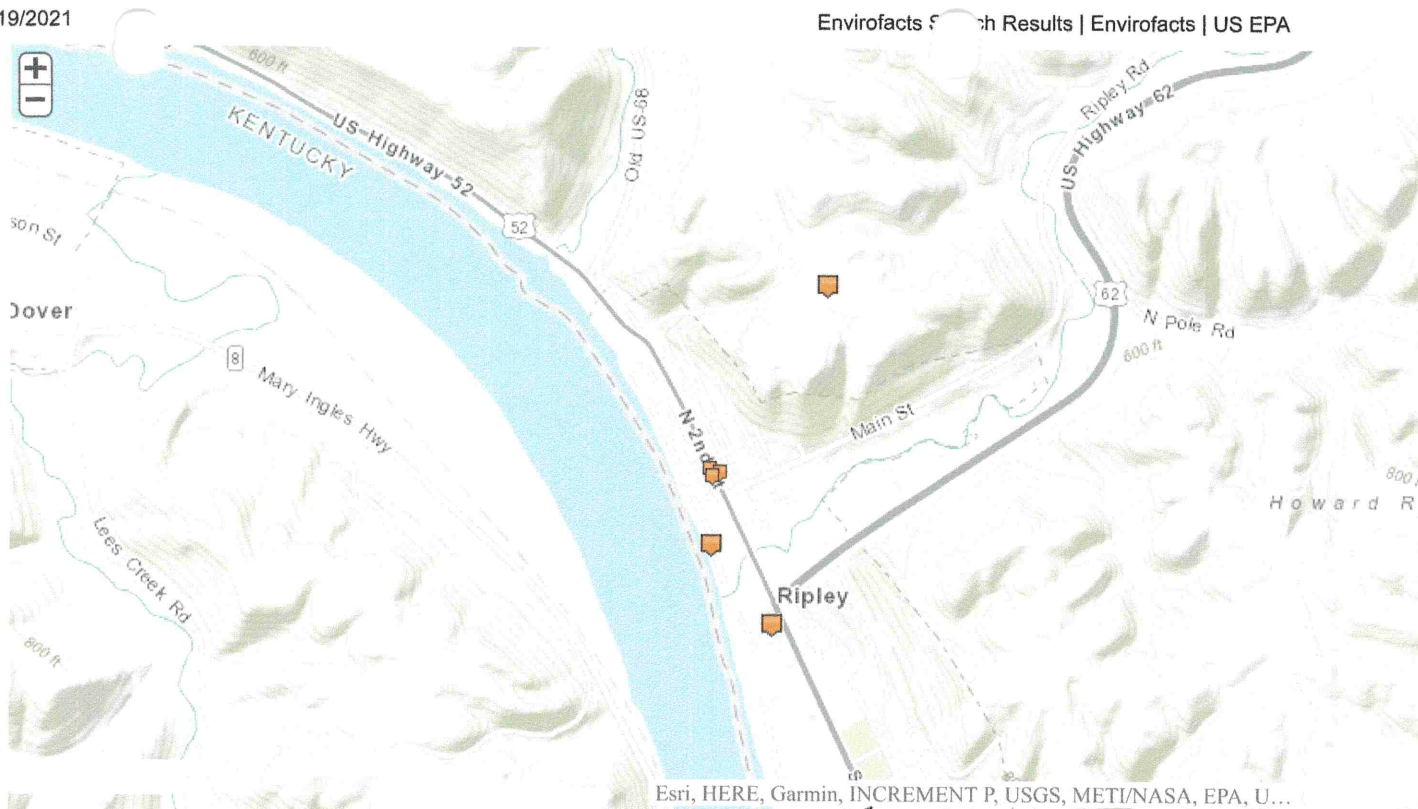 19/2021
Envirofacts S ch Results | Envirofacts | US EPA
+
−
600 ft
KENTUCKY
US-Highway-52
Old US-68
Ripley Rd
US-Highway-62
52
son St
Dover
62
N Pole Rd
600 ft
8
Mary Ingles Hwy
N-2nd
Main St
800 f
Howard R
Lees Creek Rd
Ripley
800 ft
S
Esri, HERE, Garmin, INCREMENT P, USGS, METI/NASA, EPA, U...